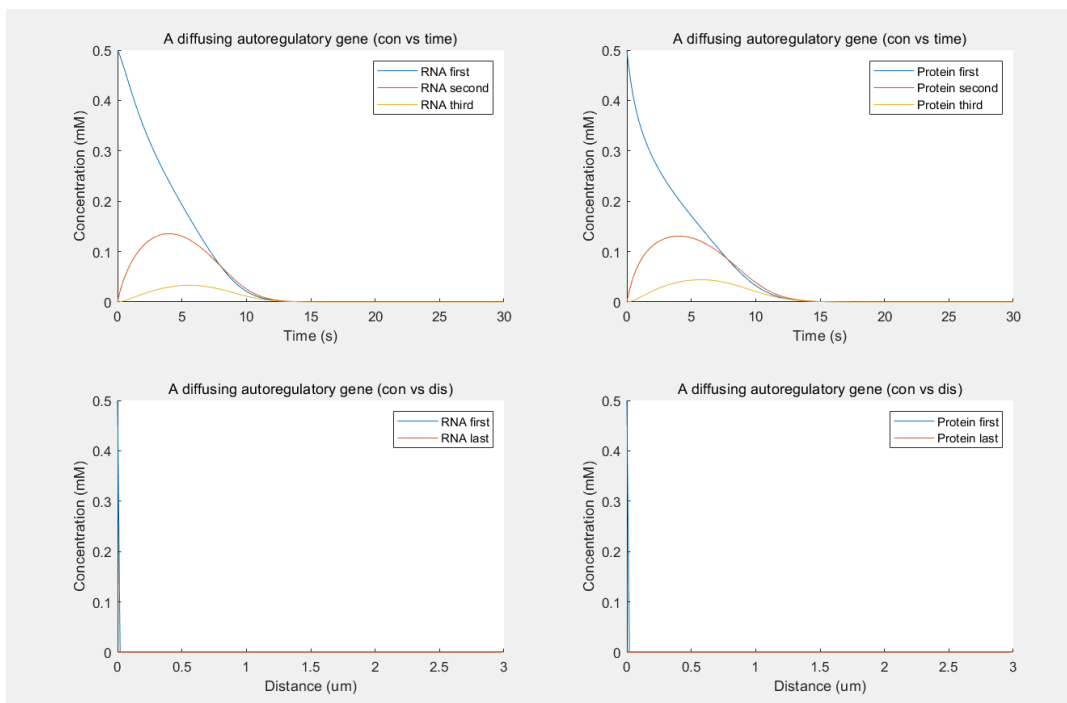 A diffusing autoregulatory gene (con vs time)
0.5
0.4
0.3
0.2
0.1
0
Concentration (mM)
RNA first
RNA second
RNA third
0 5 10 15 20 25 30
Time (s)
A diffusing autoregulatory gene (con vs time)
0.5
0.4
0.3
0.2
0.1
0
Concentration (mM)
Protein first
Protein second
Protein third
0 5 10 15 20 25 30
Time (s)
A diffusing autoregulatory gene (con vs dis)
0.5
0.4
0.3
0.2
0.1
0
Concentration (mM)
RNA first
RNA last
0 0.5 1 1.5 2 2.5 3
Distance (um)
A diffusing autoregulatory gene (con vs dis)
0.5
0.4
0.3
0.2
0.1
0
Concentration (mM)
Protein first
Protein last
0 0.5 1 1.5 2 2.5 3
Distance (um)